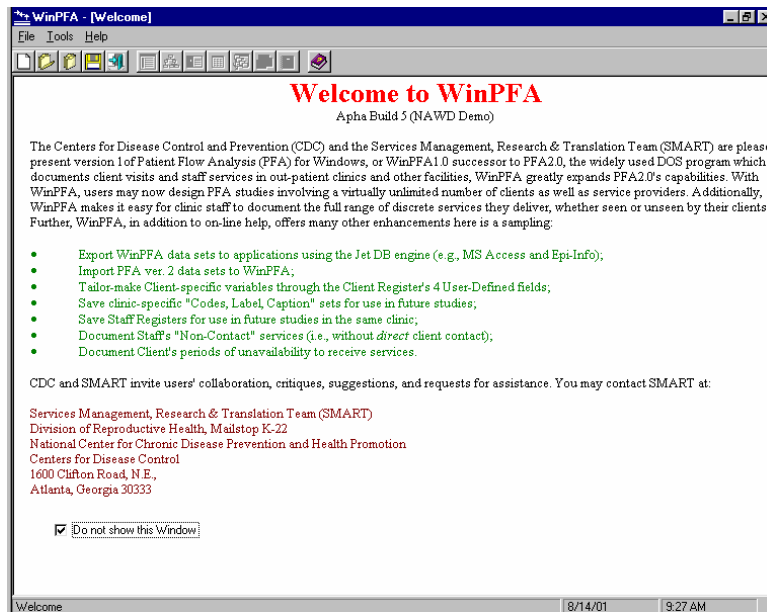 WinPFA - [Welcome]
File Tools Help
Welcome to WinPFA
Apha Build 5 (NAWD Demo)
The Centers for Disease Control and Prevention (CDC) and the Services Management, Research & Translation Team (SMART) are please
present version 1of Patient Flow Analysis (PFA) for Windows, or WinPFA1.0 successor to PFA2.0, the widely used DOS program which
documents client visits and staff services in out-patient clinics and other facilities, WinPFA greatly expands PFA2.0's capabilities. With
WinPFA, users may now design PFA studies involving a virtually unlimited number of clients as well as service providers. Additionally,
WinPFA makes it easy for clinic staff to document the full range of discrete services they deliver, whether seen or unseen by their clients
Further, WinPFA, in addition to on-line help, offers many other enhancements here is a sampling:
• Export WinPFA data sets to applications using the Jet DB engine (e.g., MS Access and Epi-Info);
• Import PFA ver. 2 data sets to WinPFA;
• Tailor-make Client-specific variables through the Client Register's 4 User-Defined fields;
• Save clinic-specific "Codes, Label, Caption" sets for use in future studies;
• Save Staff Registers for use in future studies in the same clinic;
• Document Staff's "Non-Contact" services (i.e., without direct client contact);
• Document Client's periods of unavailability to receive services.
CDC and SMART invite users' collaboration, critiques, suggestions, and requests for assistance. You may contact SMART at:
Services Management, Research & Translation Team (SMART)
Division of Reproductive Health, Mailstop K-22
National Center for Chronic Disease Prevention and Health Promotion
Centers for Disease Control
1600 Clifton Road, N.E.,
Atlanta, Georgia 30333
Do not show this Window
Welcome 8/14/01 9:27 AM